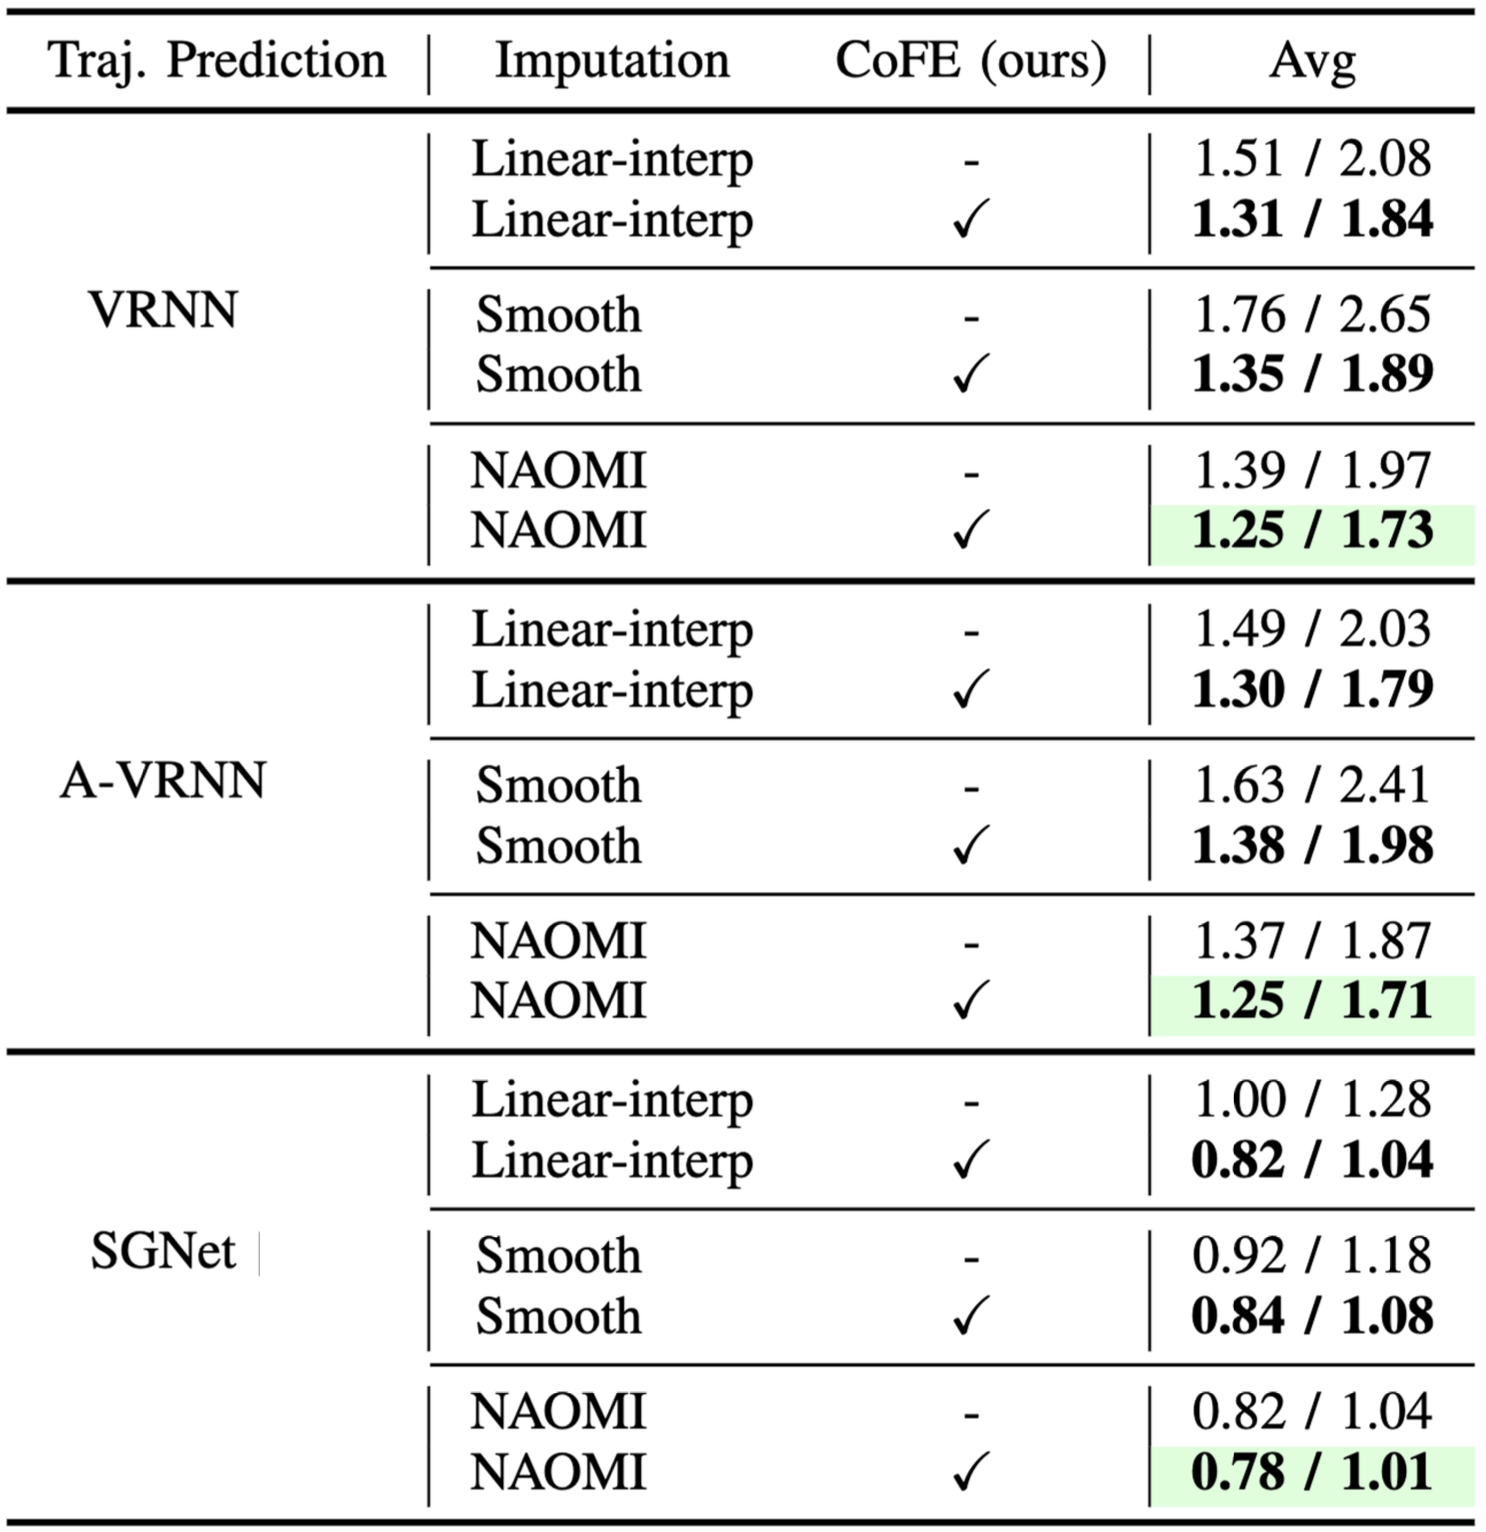 Traj. Prediction Imputation CoFE (ours) Avg
Linear-interp - 1.51 / 2.08
Linear-interp ✓ 1.31 / 1.84
VRNN
Smooth - 1.76 / 2.65
Smooth ✓ 1.35 / 1.89
NAOMI - 1.39 / 1.97
NAOMI ✓ 1.25 / 1.73
Linear-interp - 1.49 / 2.03
Linear-interp ✓ 1.30 / 1.79
A-VRNN
Smooth - 1.63 / 2.41
Smooth ✓ 1.38 / 1.98
NAOMI - 1.37 / 1.87
NAOMI ✓ 1.25 / 1.71
Linear-interp - 1.00 / 1.28
Linear-interp ✓ 0.82 / 1.04
SGNet
Smooth - 0.92 / 1.18
Smooth ✓ 0.84 / 1.08
NAOMI - 0.82 / 1.04
NAOMI ✓ 0.78 / 1.01